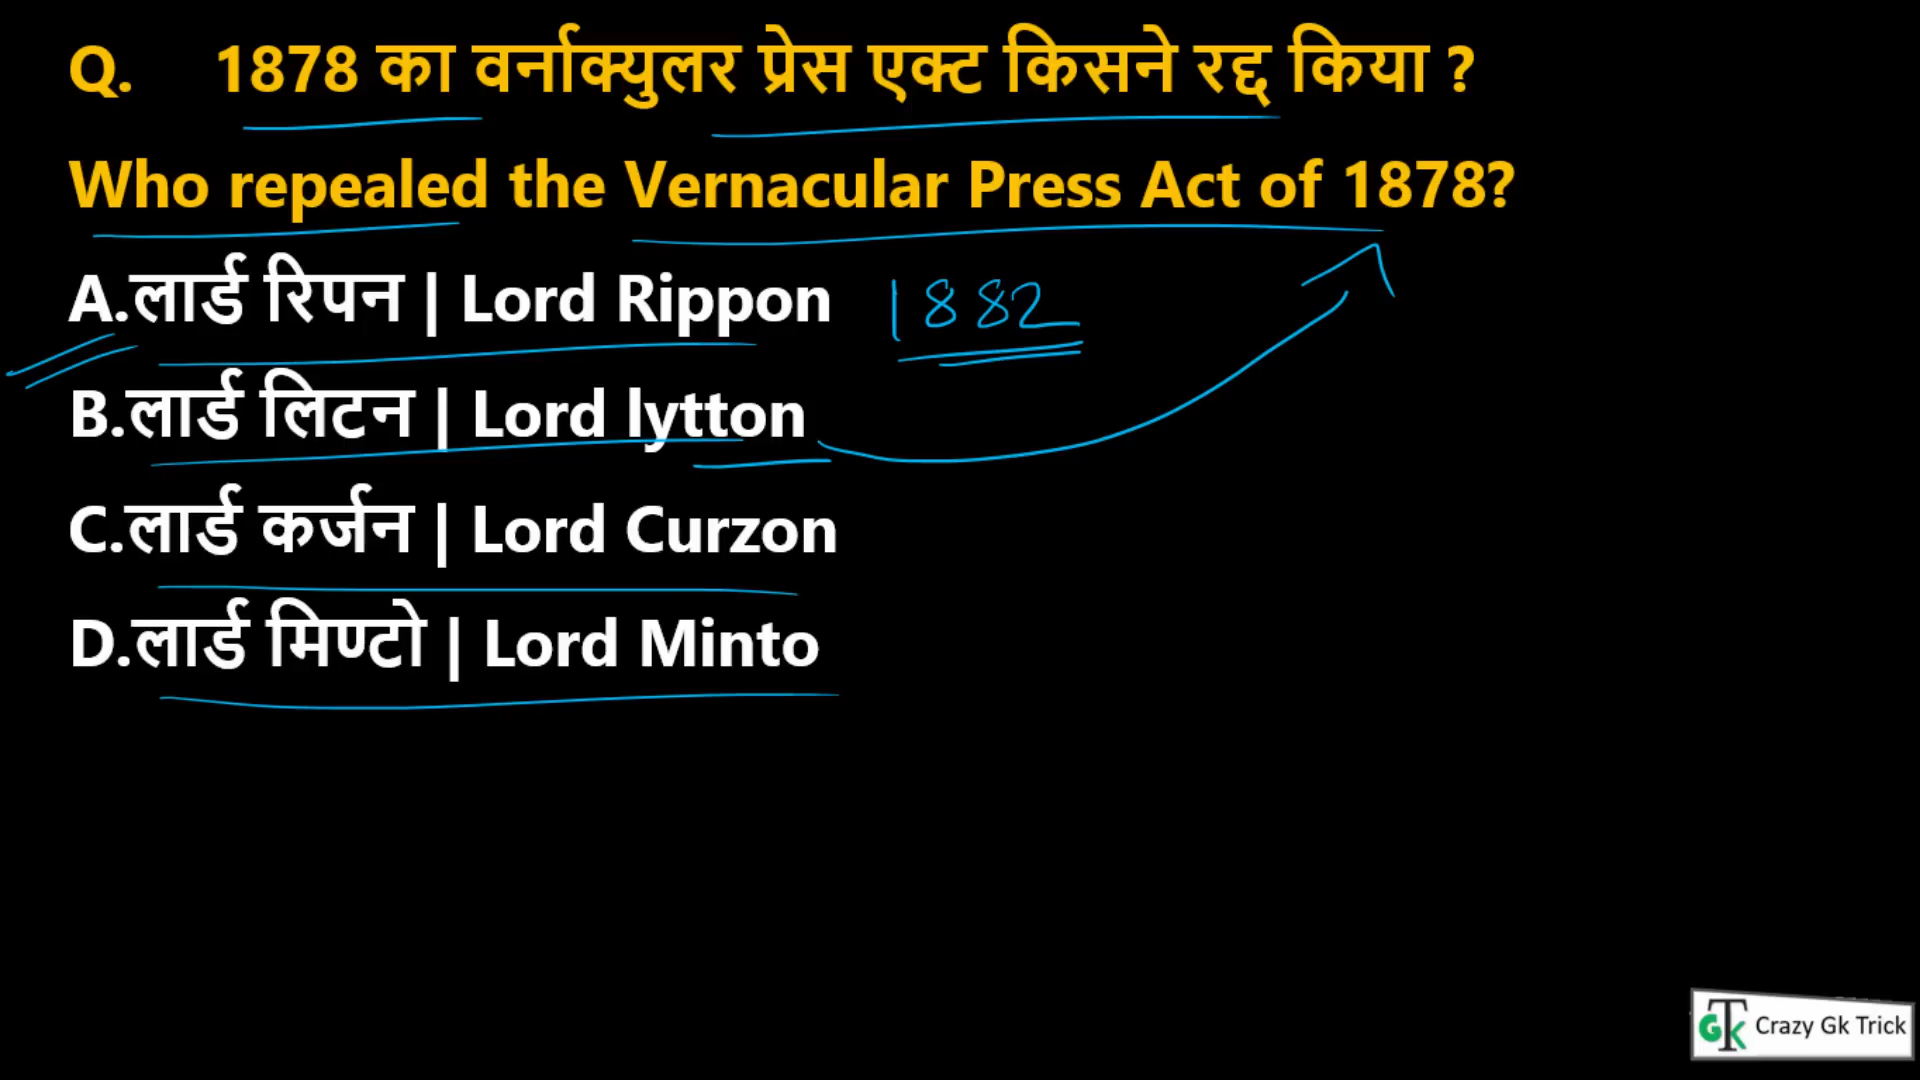 Q. 1878 का वर्नाक्युलर प्रेस एक्ट किसने रद्द किया ?
Who repealed the Vernacular Press Act of 1878?
A.लार्ड रिपन | Lord Rippon 1882
B.लार्ड लिटन | Lord lytton
C.लार्ड कर्जन | Lord Curzon
D.लार्ड मिण्टो | Lord Minto
GTK Crazy Gk Trick